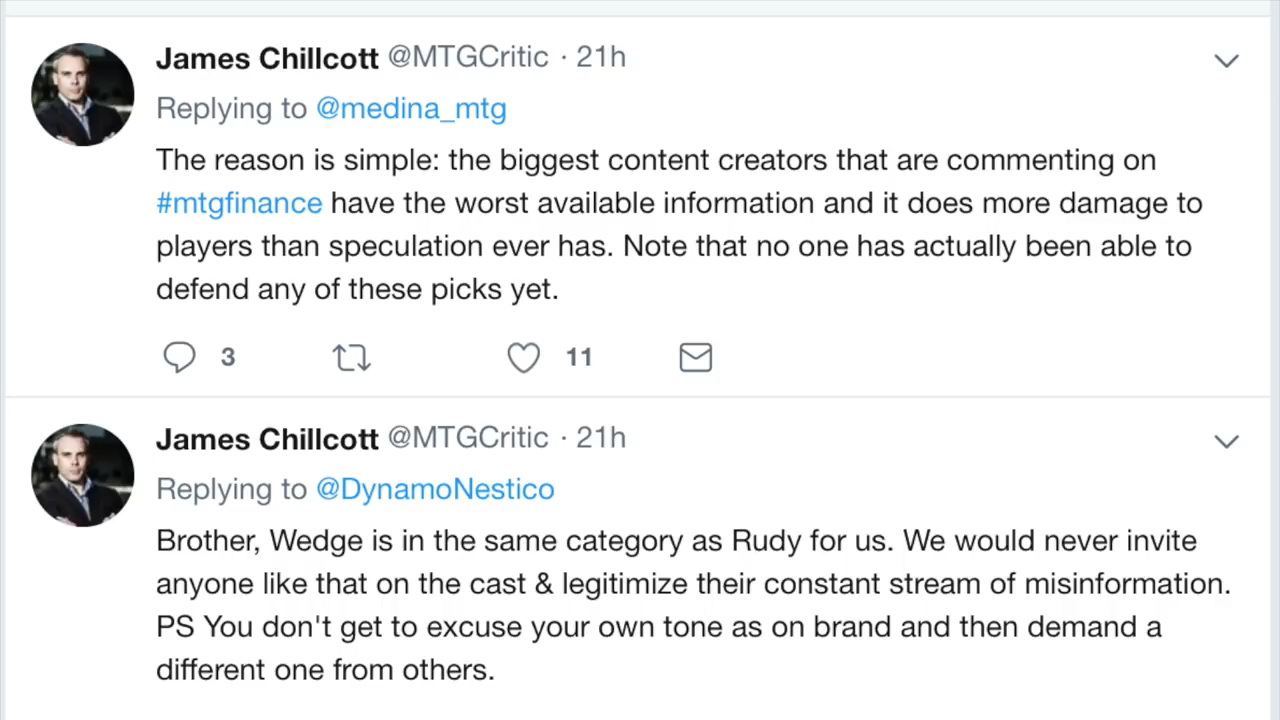 James Chillcott @MTGCritic · 21h
Replying to @medina_mtg
The reason is simple: the biggest content creators that are commenting on
#mtgfinance have the worst available information and it does more damage to
players than speculation ever has. Note that no one has actually been able to
defend any of these picks yet.
3 11
James Chillcott @MTGCritic · 21h
Replying to @DynamoNestico
Brother, Wedge is in the same category as Rudy for us. We would never invite
anyone like that on the cast & legitimize their constant stream of misinformation.
PS You don't get to excuse your own tone as on brand and then demand a
different one from others.